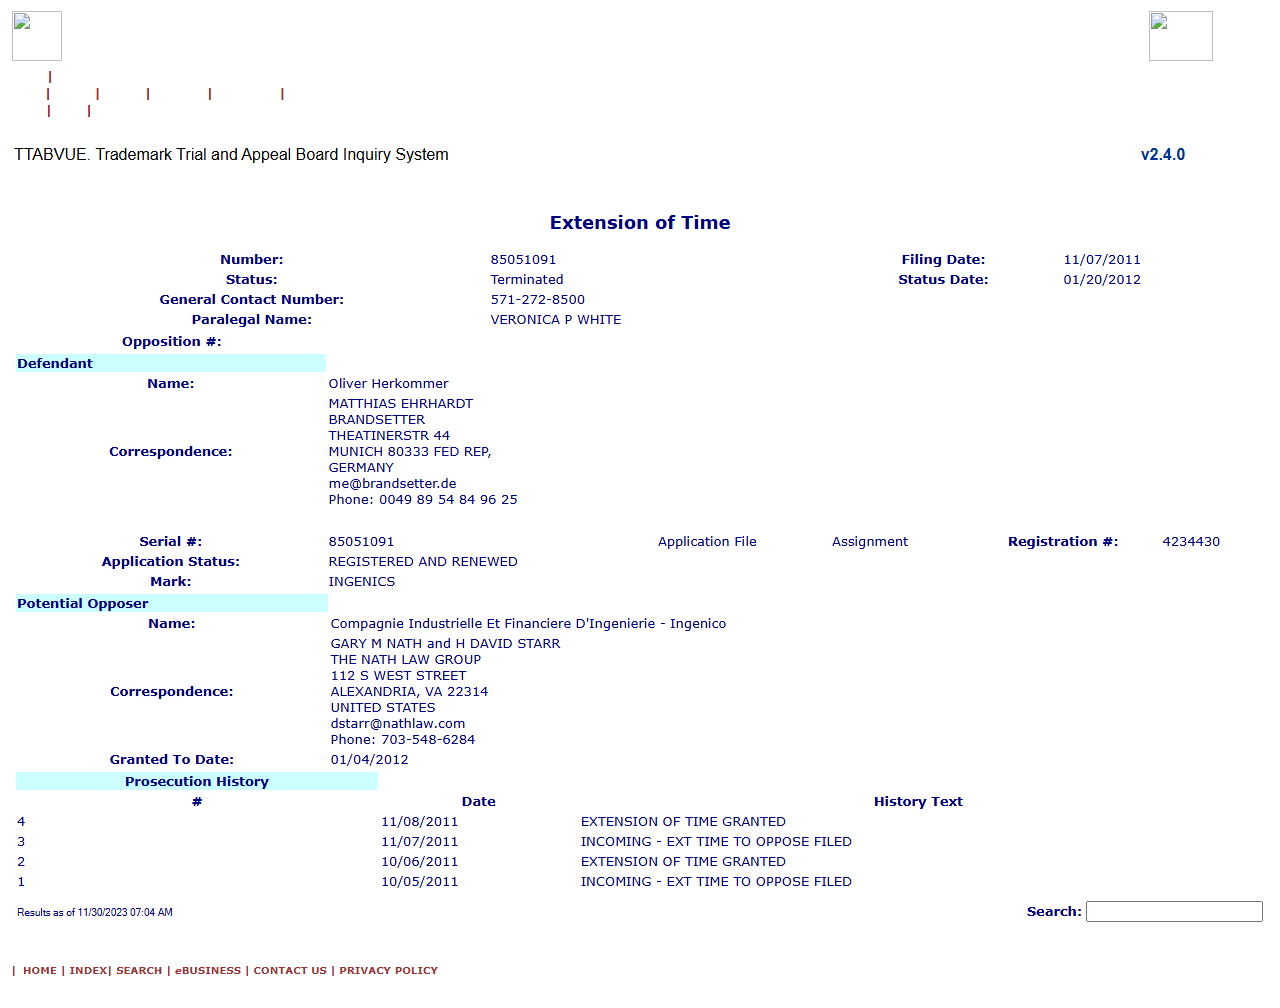 |
| | | | |
| |
TTABVUE. Trademark Trial and Appeal Board Inquiry System v2.4.0
Extension of Time
Number: 85051091 Filing Date: 11/07/2011
Status: Terminated Status Date: 01/20/2012
General Contact Number: 571-272-8500
Paralegal Name: VERONICA P WHITE
Opposition #:
Defendant
Name: Oliver Herkommer
Correspondence: MATTHIAS EHRHARDT
BRANDSETTER
THEATINERSTR 44
MUNICH 80333 FED REP,
GERMANY
me@brandsetter.de
Phone: 0049 89 54 84 96 25
Serial #: 85051091 Application File Assignment Registration #: 4234430
Application Status: REGISTERED AND RENEWED
Mark: INGENICS
Potential Opposer
Name: Compagnie Industrielle Et Financiere D'Ingenierie - Ingenico
Correspondence: GARY M NATH and H DAVID STARR
THE NATH LAW GROUP
112 S WEST STREET
ALEXANDRIA, VA 22314
UNITED STATES
dstarr@nathlaw.com
Phone: 703-548-6284
Granted To Date: 01/04/2012
Prosecution History
# Date History Text
4 11/08/2011 EXTENSION OF TIME GRANTED
3 11/07/2011 INCOMING - EXT TIME TO OPPOSE FILED
2 10/06/2011 EXTENSION OF TIME GRANTED
1 10/05/2011 INCOMING - EXT TIME TO OPPOSE FILED
Results as of 11/30/2023 07:04 AM Search:
| HOME | INDEX| SEARCH | eBUSINESS | CONTACT US | PRIVACY POLICY